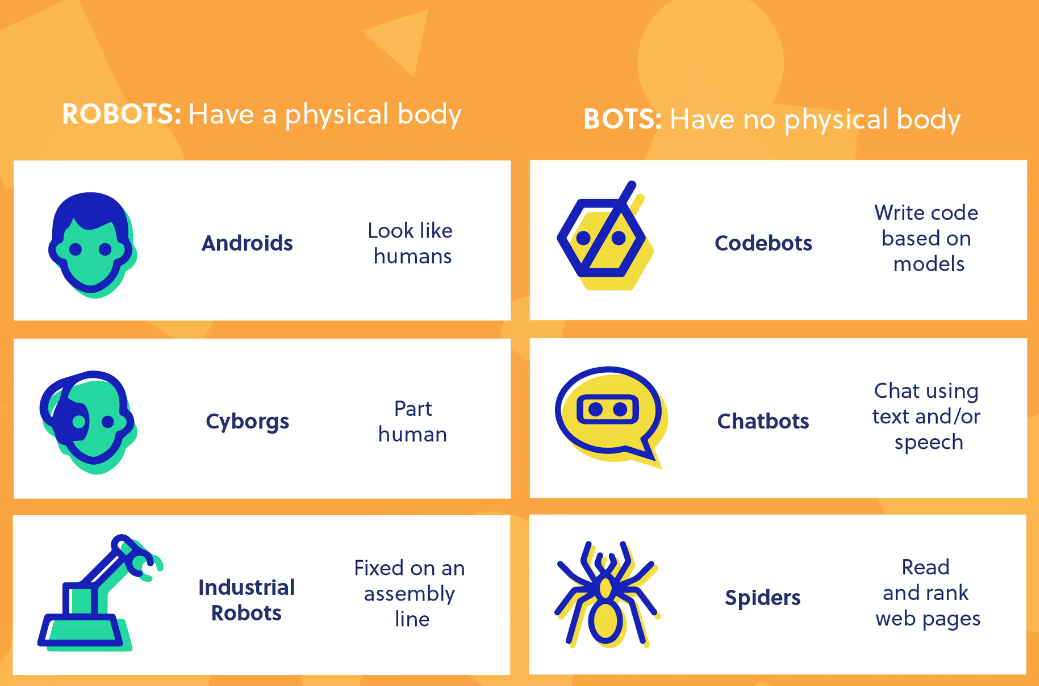 ROBOTS: Have a physical body
Androids
Look like
humans
Cyborgs
Part
human
Industrial
Robots
Fixed on an
assembly
line
BOTS: Have no physical body
Codebots
Write code
based on
models
Chatbots
Chat using
text and/or
speech
Spiders
Read
and rank
web pages